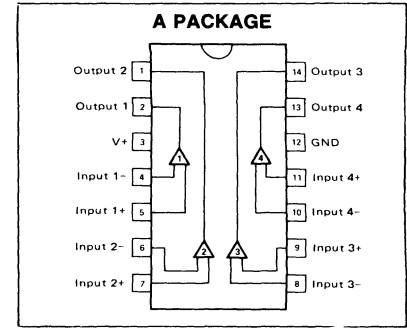 A PACKAGE
Output 2 1
14 Output 3
Output 1 2
13 Output 4
V+ 3
12 GND
1
4
Input 1- 4
11 Input 4+
Input 1+ 5
10 Input 4-
Input 2- 6
9 Input 3+
2
3
Input 2+ 7
8 Input 3-